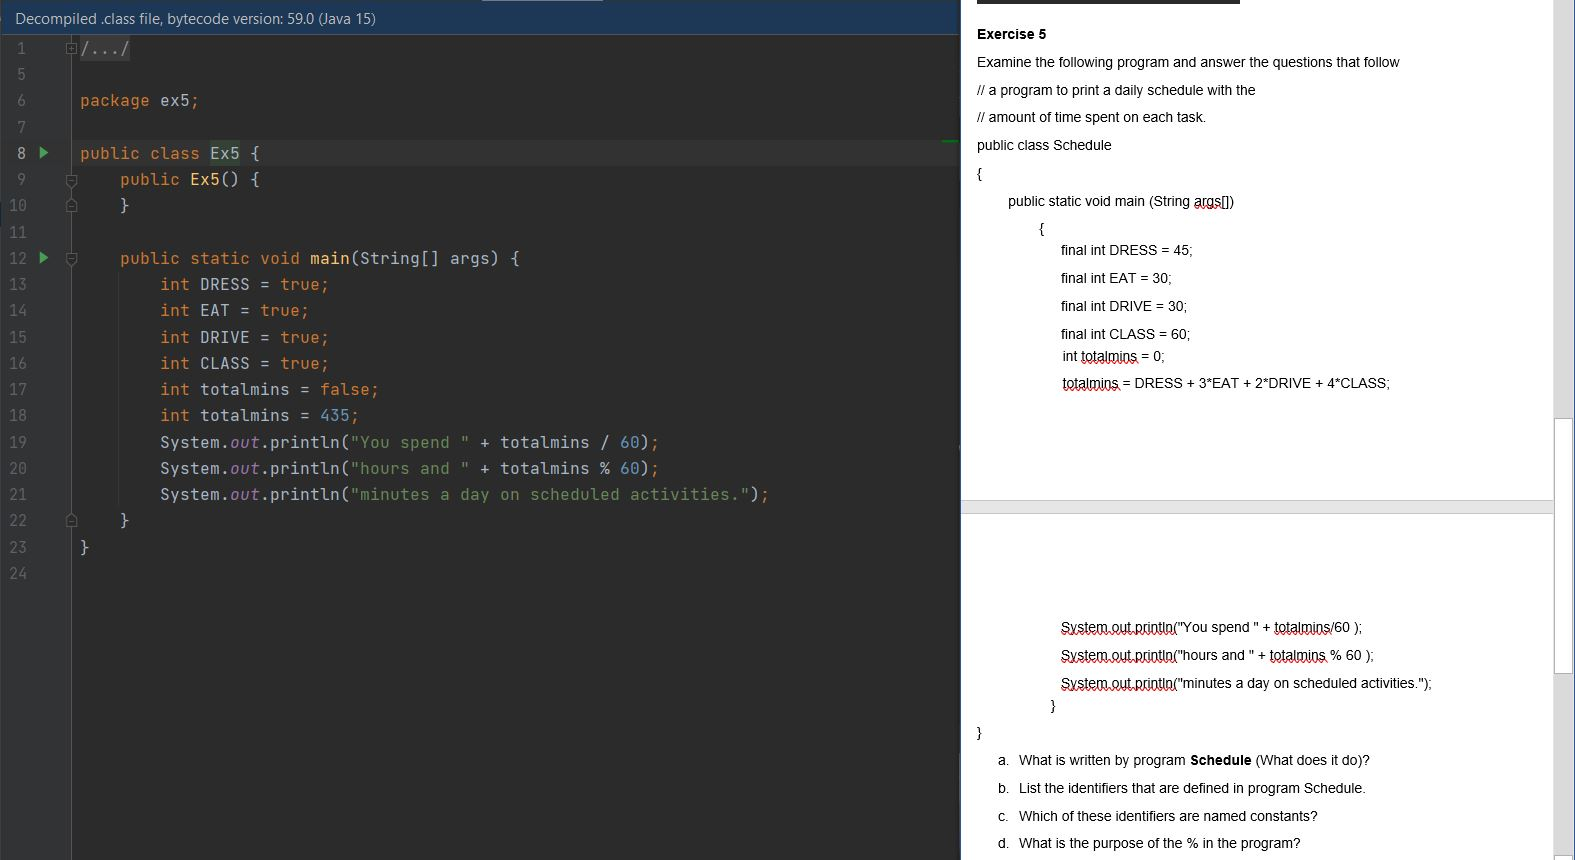 Decompiled .class file, bytecode version: 59.0 (Java 15)
1 /.../
5
6 package ex5;
7
8 public class Ex5 {
9 public Ex5() {
10 }
11
12 public static void main(String[] args) {
13 int DRESS = true;
14 int EAT = true;
15 int DRIVE = true;
16 int CLASS = true;
17 int totalmins = false;
18 int totalmins = 435;
19 System.out.println("You spend " + totalmins / 60);
20 System.out.println("hours and " + totalmins % 60);
21 System.out.println("minutes a day on scheduled activities.");
22 }
23 }
24
Exercise 5
Examine the following program and answer the questions that follow
// a program to print a daily schedule with the
// amount of time spent on each task.
public class Schedule
{
public static void main (String args[])
{
final int DRESS = 45;
final int EAT = 30;
final int DRIVE = 30;
final int CLASS = 60;
int totalmins = 0;
totalmins = DRESS + 3*EAT + 2*DRIVE + 4*CLASS;
System.out.println("You spend " + totalmins/60 );
System.out.println("hours and " + totalmins % 60 );
System.out.println("minutes a day on scheduled activities.");
}
}
a. What is written by program Schedule (What does it do)?
b. List the identifiers that are defined in program Schedule.
c. Which of these identifiers are named constants?
d. What is the purpose of the % in the program?